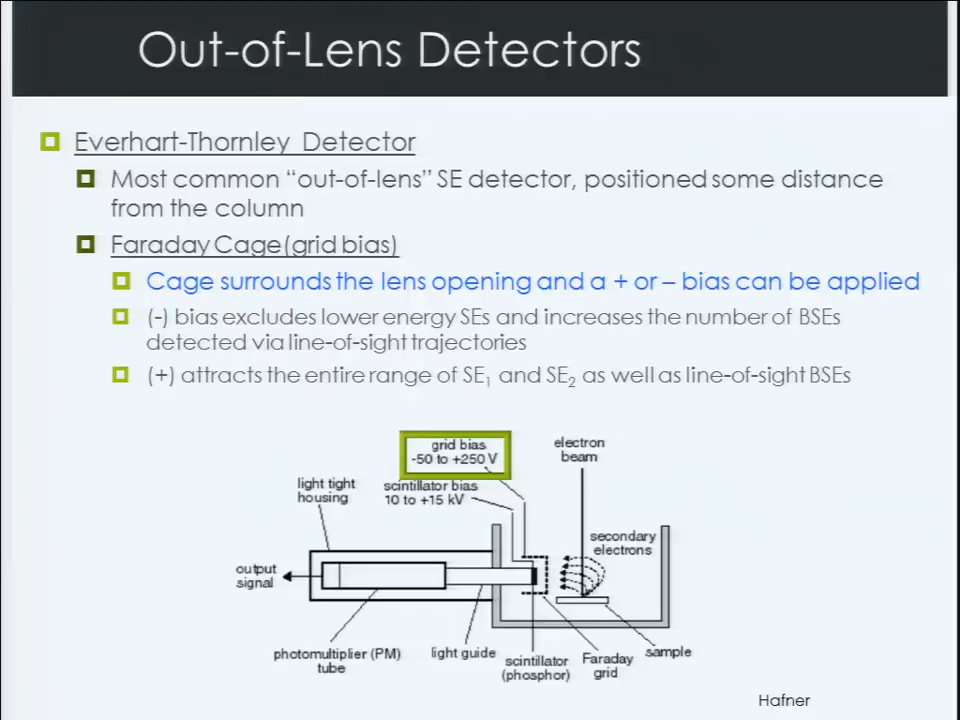 Out-of-Lens Detectors
Everhart-Thornley Detector
Most common “out-of-lens” SE detector, positioned some distance
from the column
Faraday Cage(grid bias)
Cage surrounds the lens opening and a + or – bias can be applied
(-) bias excludes lower energy SEs and increases the number of BSEs
detected via line-of-sight trajectories
(+) attracts the entire range of SE₁ and SE₂ as well as line-of-sight BSEs
grid bias
-50 to +250 V
electron
beam
light tight
housing
scintillator bias
10 to +15 kV
secondary
electrons
output
signal
photomultiplier (PM)
tube
light guide
scintillator
(phosphor)
Faraday
grid
sample
Hafner